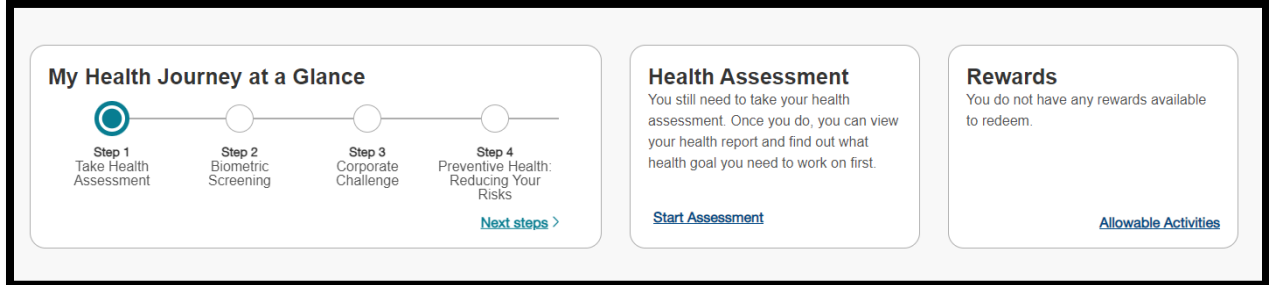 My Health Journey at a Glance
Step 1
Take Health
Assessment
Step 2
Biometric
Screening
Step 3
Corporate
Challenge
Step 4
Preventive Health:
Reducing Your
Risks
Next steps >
Health Assessment
You still need to take your health
assessment. Once you do, you can view
your health report and find out what
health goal you need to work on first.
Start Assessment
Rewards
You do not have any rewards available
to redeem.
Allowable Activities